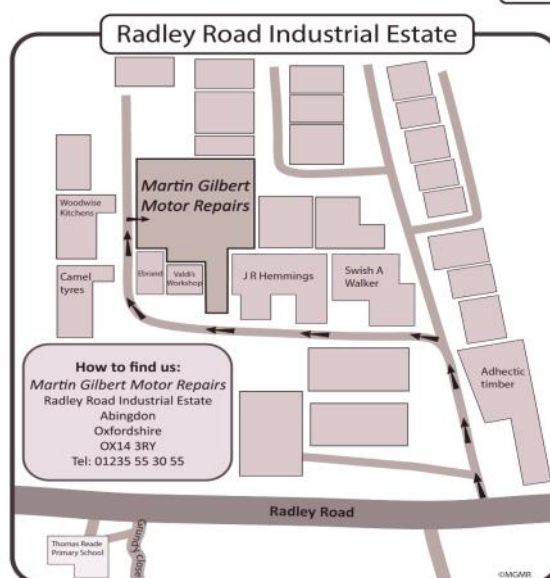 Radley Road Industrial Estate
Martin Gilbert
Motor Repairs
Woodwise
Kitchens
Camel
tyres
Ebrand
Valdi's
Workshop
J R Hemmings
Swish A
Walker
Adhectic
timber
How to find us:
Martin Gilbert Motor Repairs
Radley Road Industrial Estate
Abingdon
Oxfordshire
OX14 3RY
Tel: 01235 55 30 55
Radley Road
Thomas Reade
Primary School
Grundy Close
©MGMR